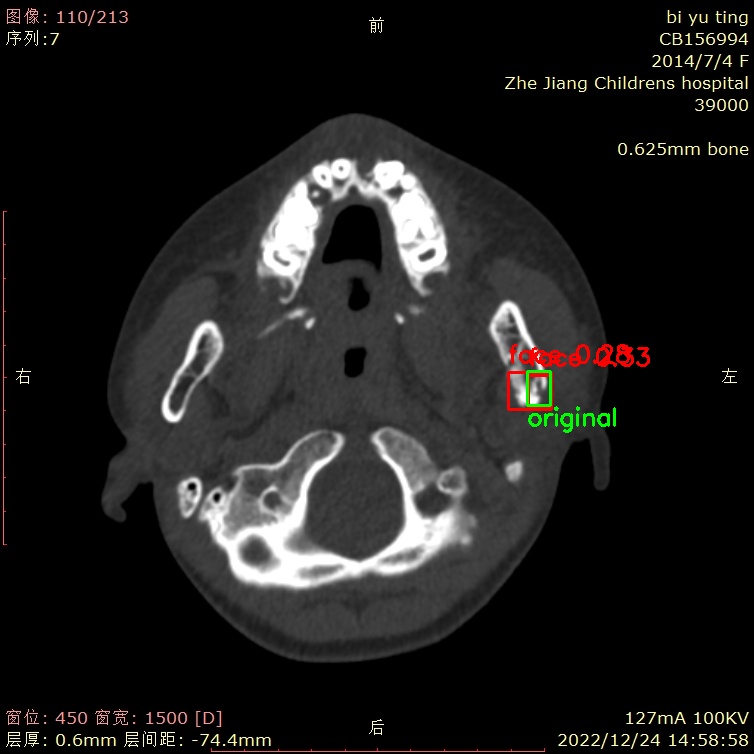 图像: 110/213
序列:7
前
bi yu ting
CB156994
2014/7/4 F
Zhe Jiang Childrens hospital
39000
0.625mm bone
右
左
original
窗位: 450 窗宽: 1500 [D]
层厚: 0.6mm 层间距: -74.4mm
后
127mA 100KV
2022/12/24 14:58:58